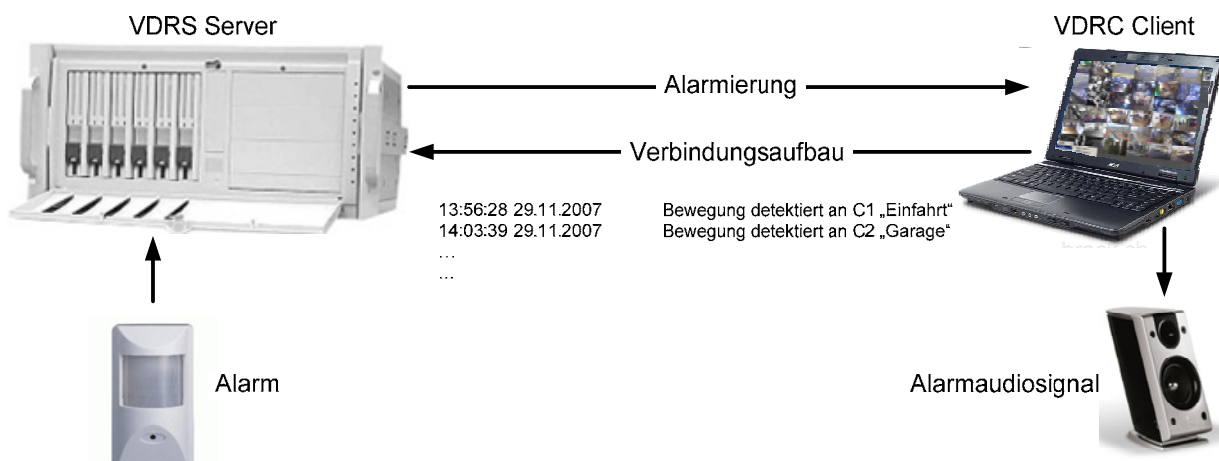 VDRS Server
VDRC Client
Alarmierung
Verbindungsaufbau
13:56:28 29.11.2007 Bewegung detektiert an C1 „Einfahrt“
14:03:39 29.11.2007 Bewegung detektiert an C2 „Garage“
...
...
Alarm
Alarmaudiosignal